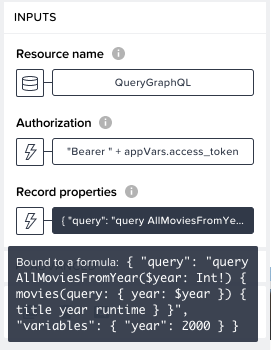 INPUTS
Resource name
QueryGraphQL
Authorization
"Bearer " + appVars.access_token
Record properties
{ "query": "query AllMoviesFromYe...
Bound to a formula: { "query": "query
AllMoviesFromYear($year: Int!) {
movies(query: { year: $year }) {
title year runtime } }",
"variables": { "year": 2000 } }